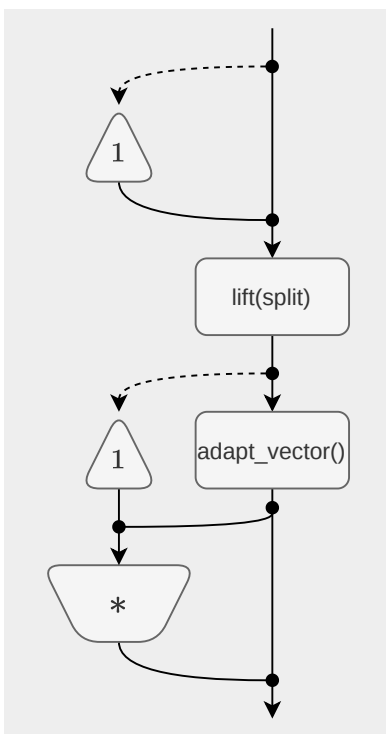 1
lift(split)
1
adapt_vector()
*